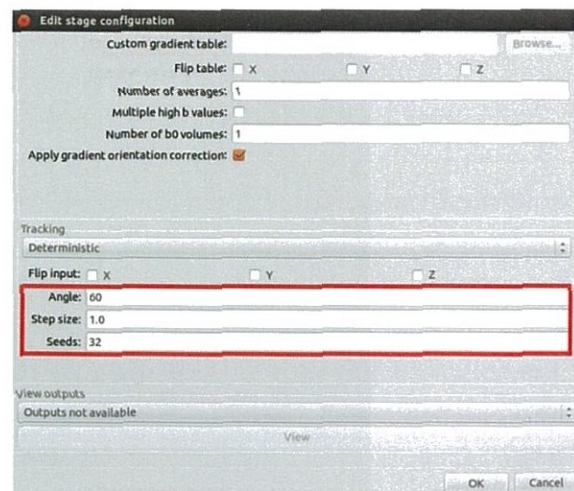 Edit stage configuration
Custom gradient table: Browse...
Flip table: X Y Z
Number of averages: 1
Multiple high b values:
Number of b0 volumes: 1
Apply gradient orientation correction:
Tracking
Deterministic
Flip input: X Y Z
Angle: 60
Step size: 1.0
Seeds: 32
View outputs
Outputs not available
View
OK Cancel